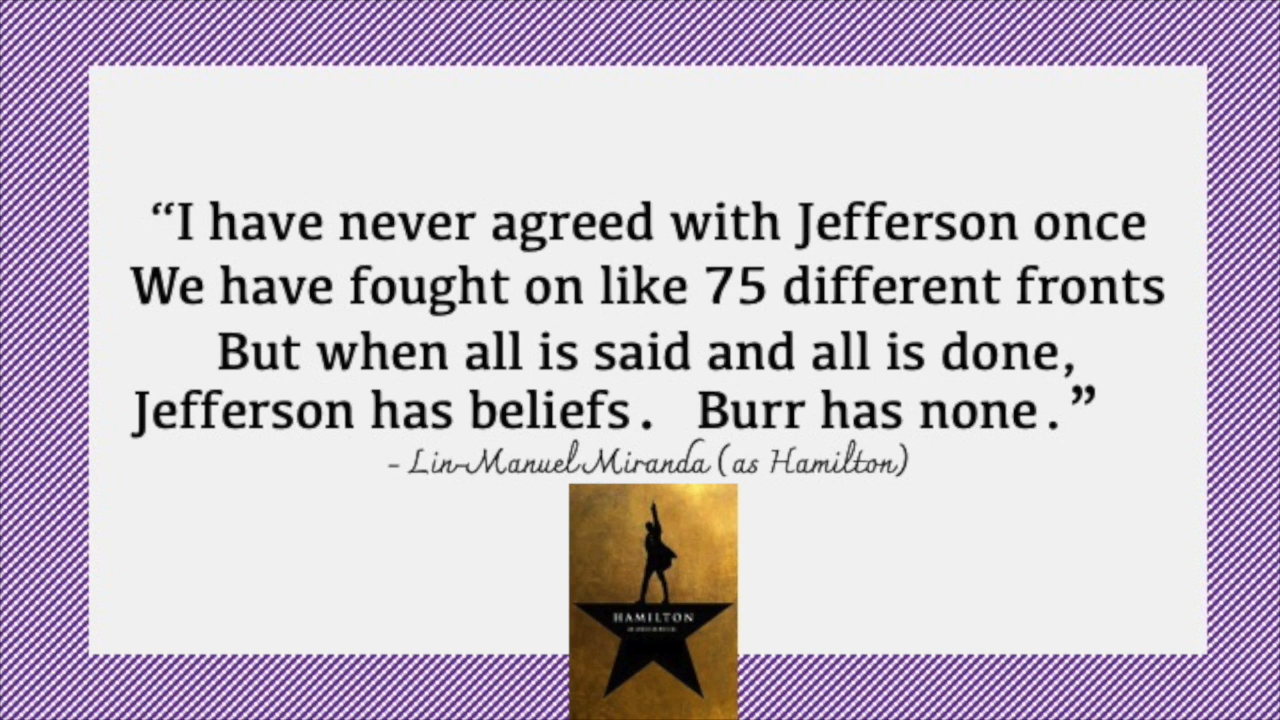 “I have never agreed with Jefferson once
We have fought on like 75 different fronts
But when all is said and all is done,
Jefferson has beliefs. Burr has none.”
- Lin-Manuel Miranda (as Hamilton)
HAMILTON